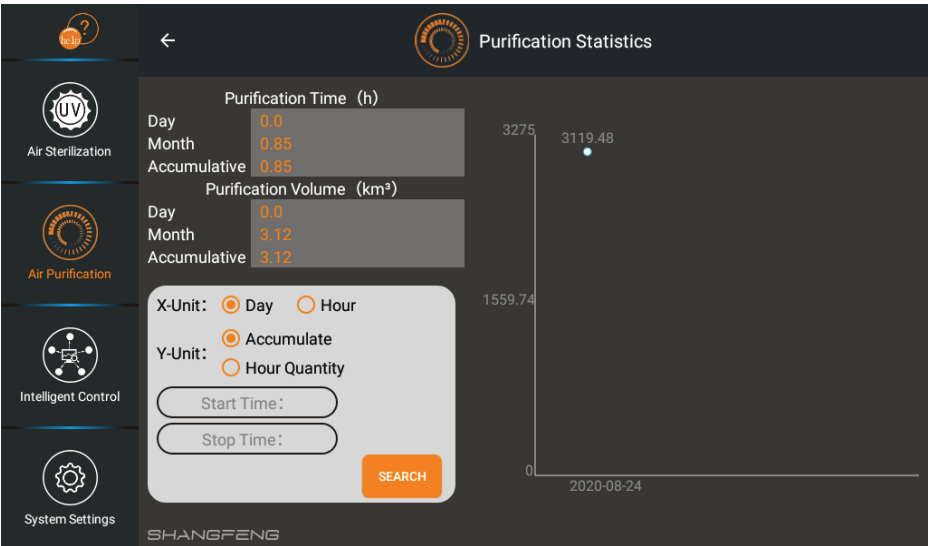 help?
Purification Statistics
Air Sterilization
UV
Air Purification
Intelligent Control
System Settings
Purification Time (h)
Day 0.0
Month 0.85
Accumulative 0.85
Purification Volume (km³)
Day 0.0
Month 3.12
Accumulative 3.12
X-Unit: Day Hour
Y-Unit: Accumulate
Hour Quantity
Start Time:
Stop Time:
SEARCH
SHANGFENG
3275
3119.48
1559.74
0
2020-08-24